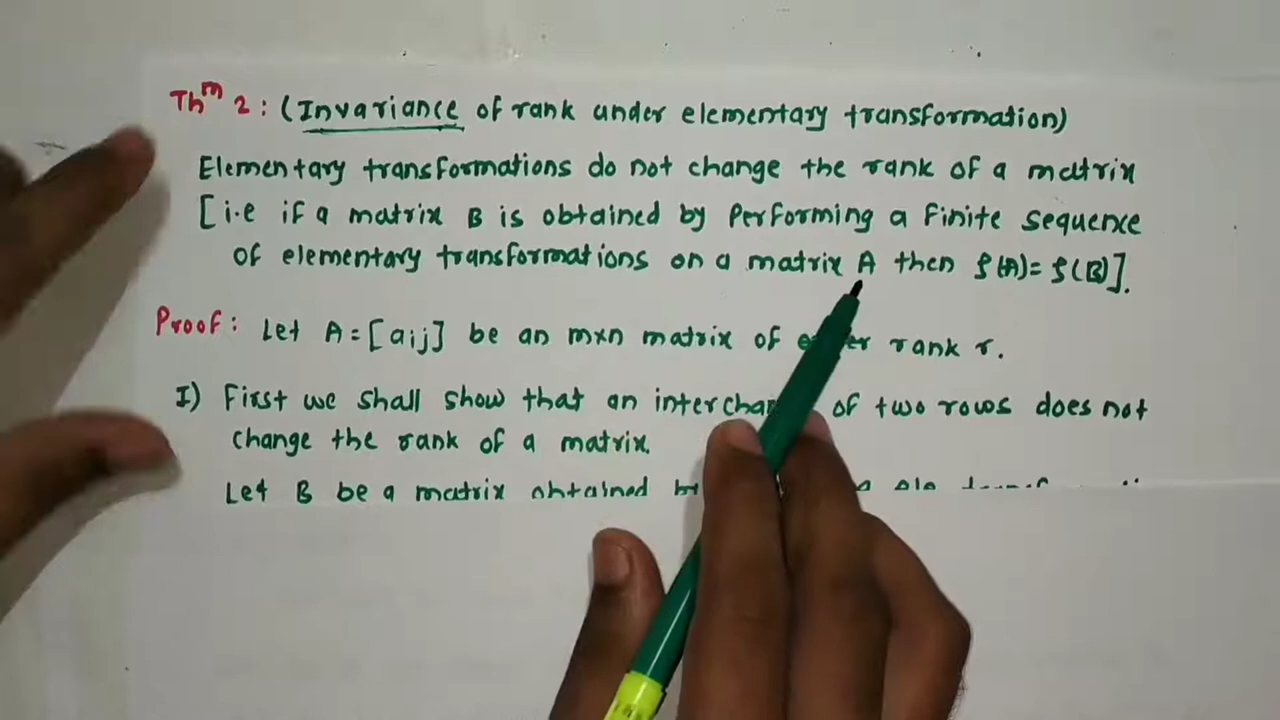 Thm 2: (Invariance of rank under elementary transformation)
Elementary transformations do not change the rank of a matrix
[i.e if a matrix B is obtained by Performing a Finite sequence
of elementary transformations on a matrix A then ρ(A)= ρ(B)].
Proof: Let A = [aij] be an mxn matrix of rank r.
I) First we shall show that an of two rows does not
change the rank of a matrix.
Let B be a matrix obtained